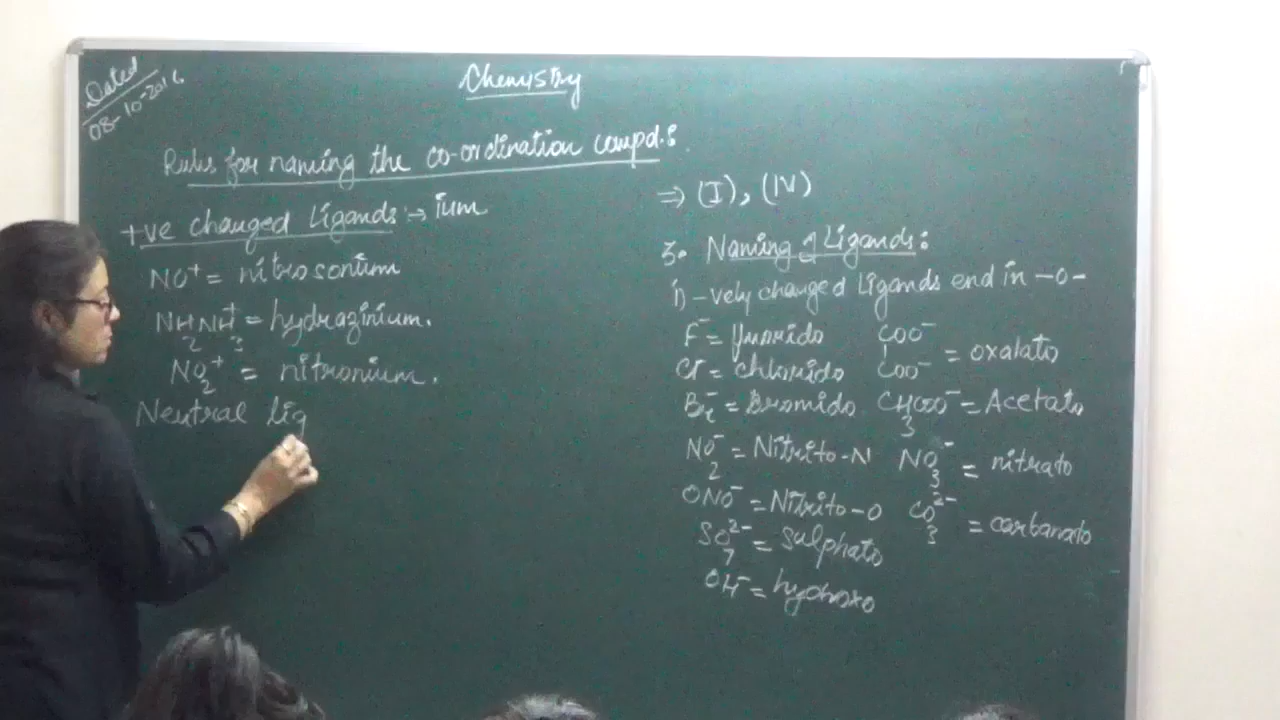 Dated
08-10-2016
Chemistry
Rules for naming the co-ordination compd.:
+ve charged Ligands :→ ium
NO⁺ = nitrosonium
NH₂NH₃⁺ = hydrazinium.
NO₂⁺ = nitronium.
Neutral lig
⇒ (I), (IV)
3. Naming of Ligands:
i) -vely charged Ligands end in -o-
F⁻ = fluorido
Cl⁻ = chlorido
Br⁻ = Bromido
NO₂⁻ = Nitrito-N
ONO⁻ = Nitrito-O
SO₄²⁻ = sulphato
OH⁻ = hydroxo
COO⁻
COO⁻ = oxalato
CH₃COO⁻ = Acetato
NO₃⁻ = nitrato
CO₃²⁻ = carbanato